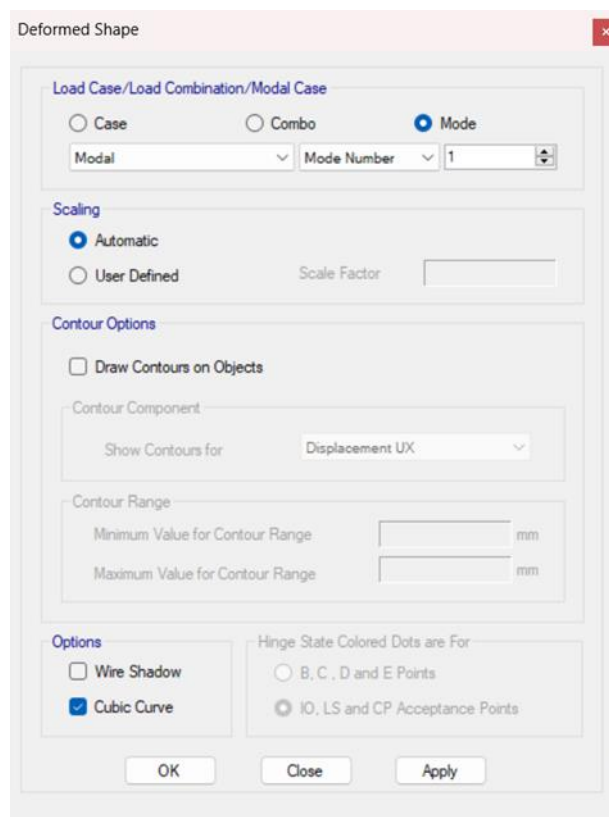 Deformed Shape
Load Case/Load Combination/Modal Case
Case Combo Mode
Modal Mode Number 1
Scaling
Automatic
User Defined Scale Factor
Contour Options
Draw Contours on Objects
Contour Component
Show Contours for Displacement UX
Contour Range
Minimum Value for Contour Range mm
Maximum Value for Contour Range mm
Options Hinge State Colored Dots are For
Wire Shadow B, C , D and E Points
Cubic Curve IO, LS and CP Acceptance Points
OK Close Apply